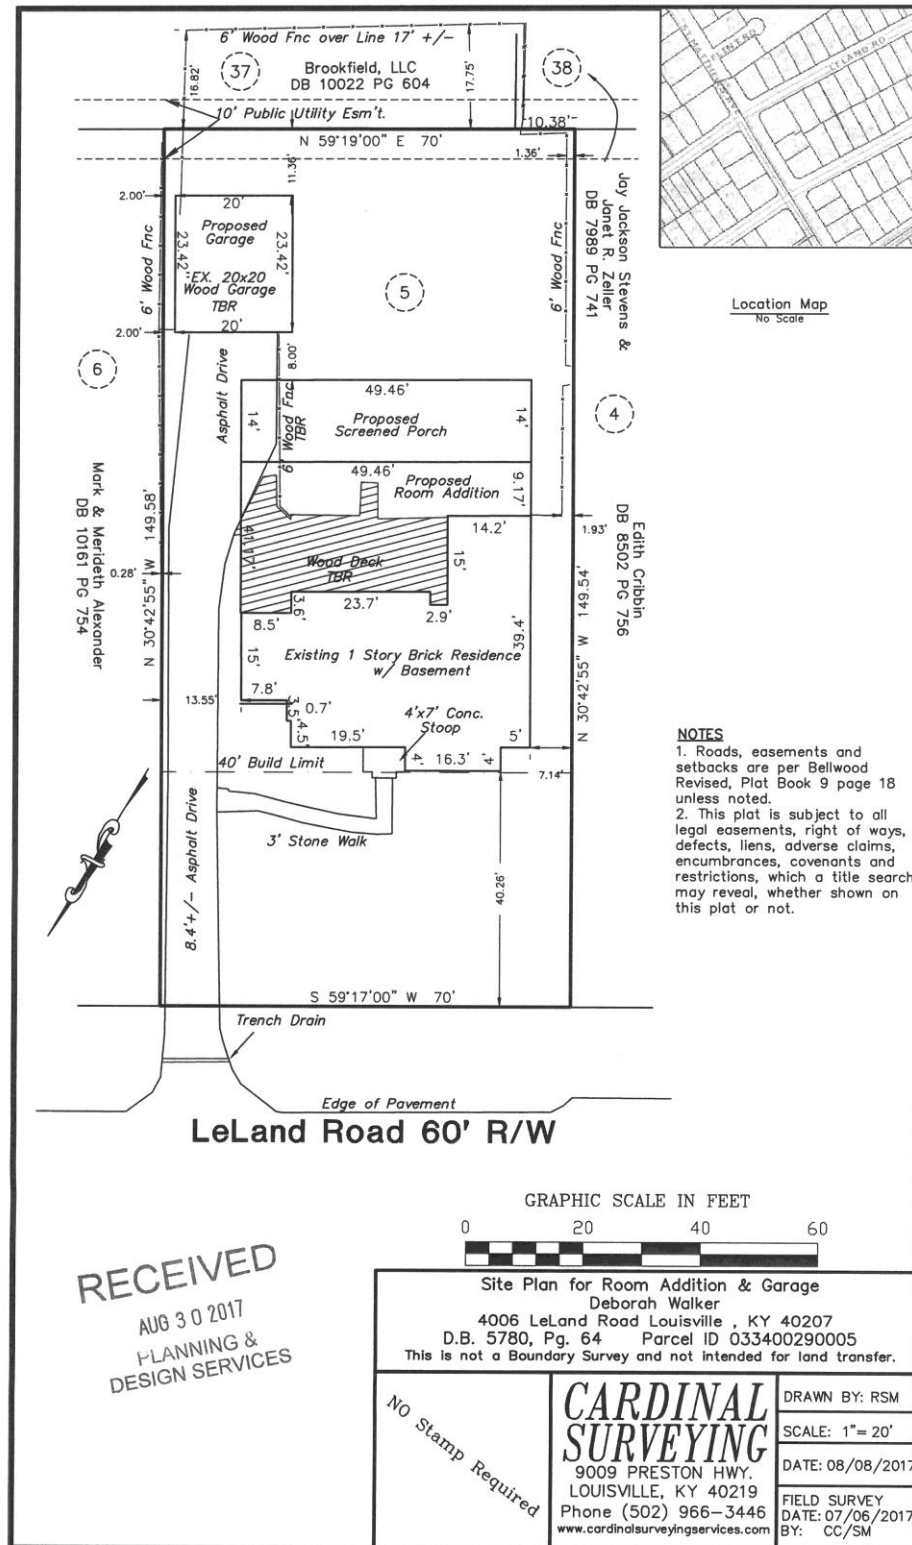 6' Wood Fnc over Line 17' +/-
16.82'
37
Brookfield, LLC
DB 10022 PG 604
17.75'
38
10' Public Utility Esm't.
10.38'
N 59°19'00" E 70'
1.36'
11.36'
2.00'
20'
Proposed
Garage
23.42'
23.42'
EX. 20x20
Wood Garage
TBR
20'
2.00'
6' Wood Fnc
6' Wood Fnc
5
Jay Jackson Stevens &
Janet R. Zeller
DB 7989 PG 741
ST. MATTHEWS AVE
FLINT RD
LELAND RD
Location Map
No Scale
6
4
Asphalt Drive
8.00'
6' Wood Fnc
TBR
49.46'
14'
Proposed
Screened Porch
14'
49.46'
Proposed
Room Addition
9.17'
14.2'
1.93'
Mark & Merideth Alexander
DB 10161 PG 754
N 30°42'55" W 149.58'
0.28'
Edith Cribbin
DB 8502 PG 756
N 30°42'55" W 149.54'
41.17'
Wood Deck
TBR
15'
3.6'
23.7'
2.9'
8.5'
39.4'
15'
Existing 1 Story Brick Residence
w/ Basement
7.8'
13.55'
3.5'
0.7'
4'x7' Conc.
Stoop
4.5'
19.5'
4'
16.3'
4'
5'
7.14'
40' Build Limit
3' Stone Walk
8.4'+/- Asphalt Drive
40.26'
S 59°17'00" W 70'
Trench Drain
Edge of Pavement
LeLand Road 60' R/W
NOTES
1. Roads, easements and
setbacks are per Bellwood
Revised, Plat Book 9 page 18
unless noted.
2. This plat is subject to all
legal easements, right of ways,
defects, liens, adverse claims,
encumbrances, covenants and
restrictions, which a title search
may reveal, whether shown on
this plat or not.
GRAPHIC SCALE IN FEET
0 20 40 60
RECEIVED
AUG 30 2017
PLANNING &
DESIGN SERVICES
Site Plan for Room Addition & Garage
Deborah Walker
4006 LeLand Road Louisville , KY 40207
D.B. 5780, Pg. 64 Parcel ID 033400290005
This is not a Boundary Survey and not intended for land transfer.
NO Stamp Required
CARDINAL
SURVEYING
9009 PRESTON HWY.
LOUISVILLE, KY 40219
Phone (502) 966-3446
www.cardinalsurveyingservices.com
DRAWN BY: RSM
SCALE: 1"= 20'
DATE: 08/08/2017
FIELD SURVEY
DATE: 07/06/2017
BY: CC/SM